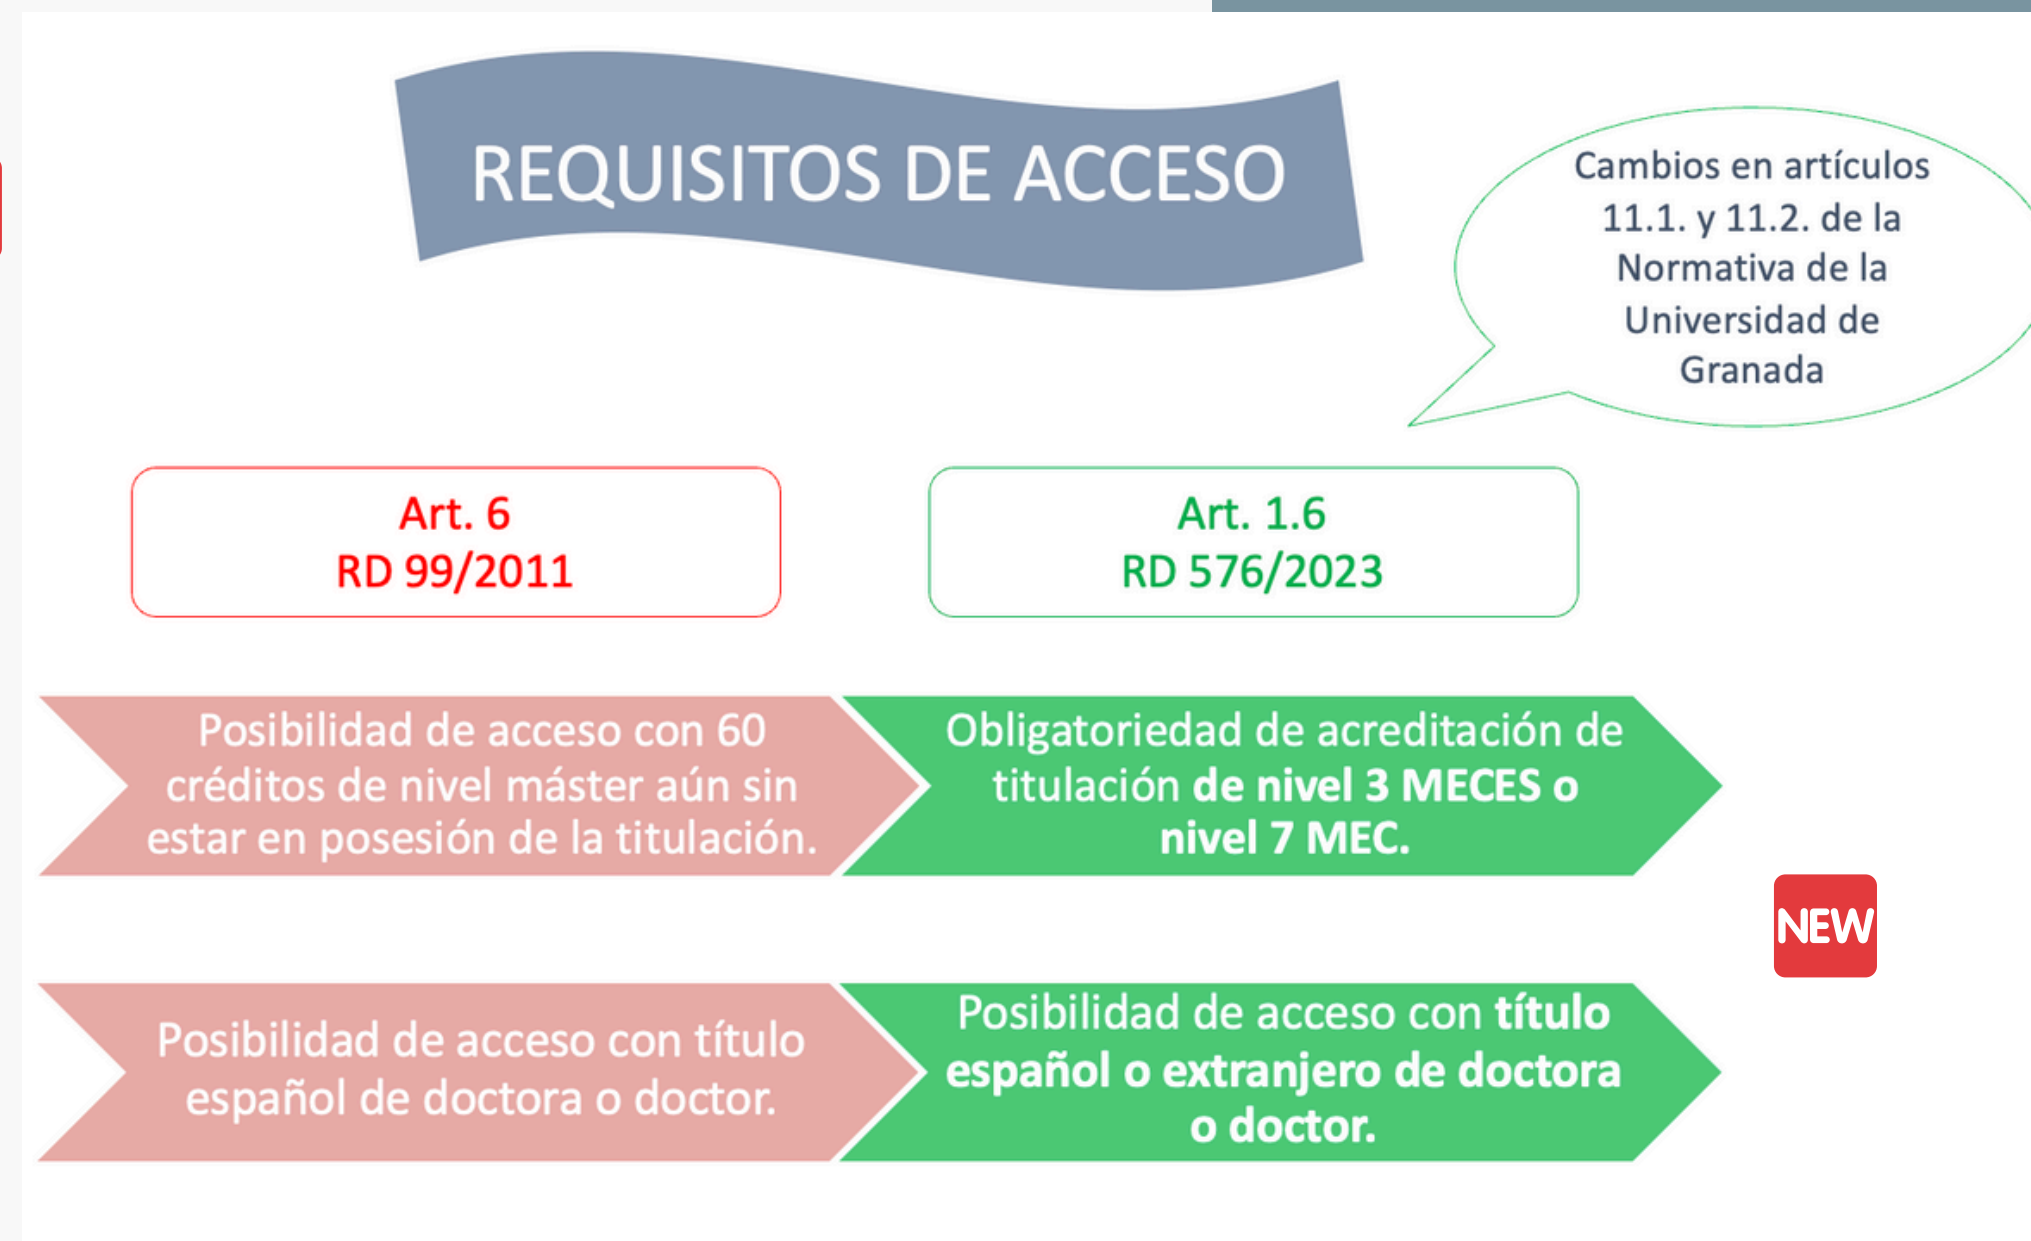 REQUISITOS DE ACCESO
Cambios en artículos
11.1. y 11.2. de la
Normativa de la
Universidad de
Granada
Art. 6
RD 99/2011
Art. 1.6
RD 576/2023
Posibilidad de acceso con 60
créditos de nivel máster aún sin
estar en posesión de la titulación.
Obligatoriedad de acreditación de
titulación de nivel 3 MECES o
nivel 7 MEC.
NEW
Posibilidad de acceso con título
español de doctora o doctor.
Posibilidad de acceso con título
español o extranjero de doctora
o doctor.